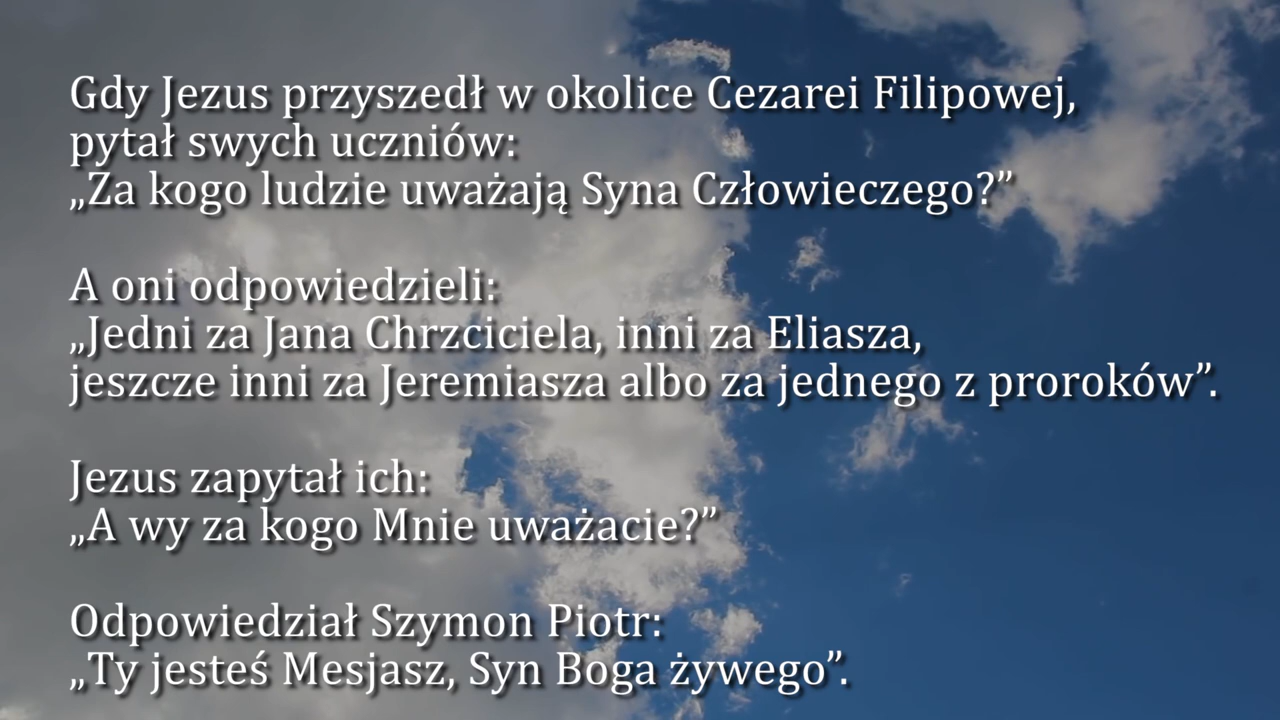 Gdy Jezus przyszedł w okolice Cezarei Filipowej,
pytał swych uczniów:
„Za kogo ludzie uważają Syna Człowieczego?”
A oni odpowiedzieli:
„Jedni za Jana Chrzciciela, inni za Eliasza,
jeszcze inni za Jeremiasza albo za jednego z proroków”.
Jezus zapytał ich:
„A wy za kogo Mnie uważacie?”
Odpowiedział Szymon Piotr:
„Ty jesteś Mesjasz, Syn Boga żywego”.